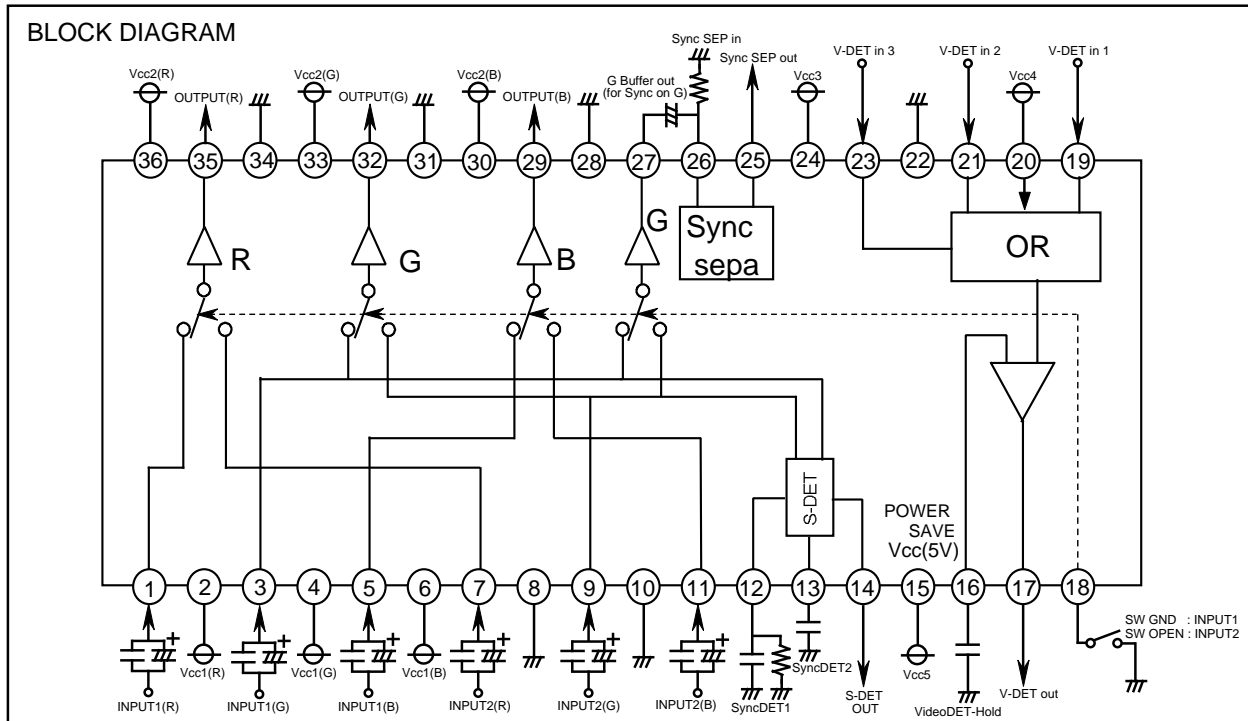 BLOCK DIAGRAM
Sync SEP in
Vcc2(R)
OUTPUT(R)
Vcc2(G)
OUTPUT(G)
Vcc2(B)
OUTPUT(B)
G Buffer out
(for Sync on G)
Sync SEP out
Vcc3
V-DET in 3
V-DET in 2
Vcc4
V-DET in 1
36
35
34
33
32
31
30
29
28
27
26
25
24
23
22
21
20
19
R
G
B
G
Sync
sepa
OR
S-DET
POWER
SAVE
Vcc(5V)
1
2
3
4
5
6
7
8
9
10
11
12
13
14
15
16
17
18
+
+
+
+
+
+
SW GND : INPUT1
SW OPEN : INPUT2
Vcc1(R)
Vcc1(G)
Vcc1(B)
SyncDET2
Vcc5
INPUT1(R)
INPUT1(G)
INPUT1(B)
INPUT2(R)
INPUT2(G)
INPUT2(B)
SyncDET1
S-DET
OUT
VideoDET-Hold
V-DET out